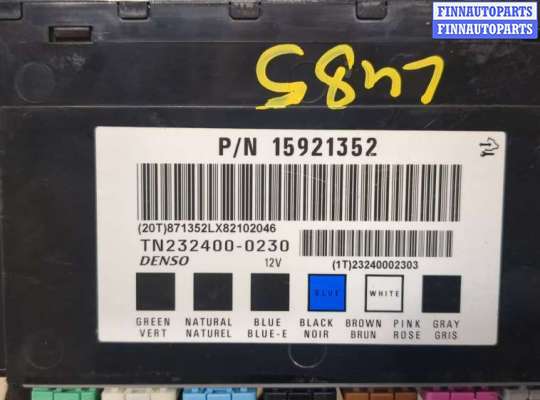 FINNAUTOPARTS
FINNAUTOPARTS
L485
P/N 15921352
(20T)871352LX82102046
TN232400-0230
DENSO 12V
(1T)23240002303
BLUE WHITE
GREEN NATURAL BLUE BLACK BROWN PINK GRAY
VERT NATUREL BLUE-E NOIR BRUN ROSE GRIS